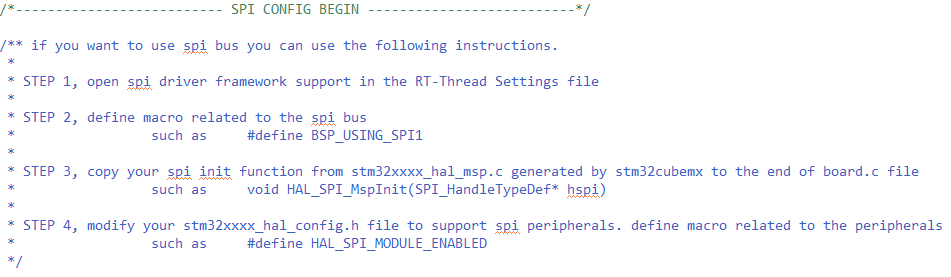 /*-------------------------- SPI CONFIG BEGIN --------------------------*/
/** if you want to use spi bus you can use the following instructions.
 *
 * STEP 1, open spi driver framework support in the RT-Thread Settings file
 *
 * STEP 2, define macro related to the spi bus
 *                 such as     #define BSP_USING_SPI1
 *
 * STEP 3, copy your spi init function from stm32xxxx_hal_msp.c generated by stm32cubemx to the end of board.c file
 *                 such as     void HAL_SPI_MspInit(SPI_HandleTypeDef* hspi)
 *
 * STEP 4, modify your stm32xxxx_hal_config.h file to support spi peripherals. define macro related to the peripherals
 *                 such as     #define HAL_SPI_MODULE_ENABLED
 */